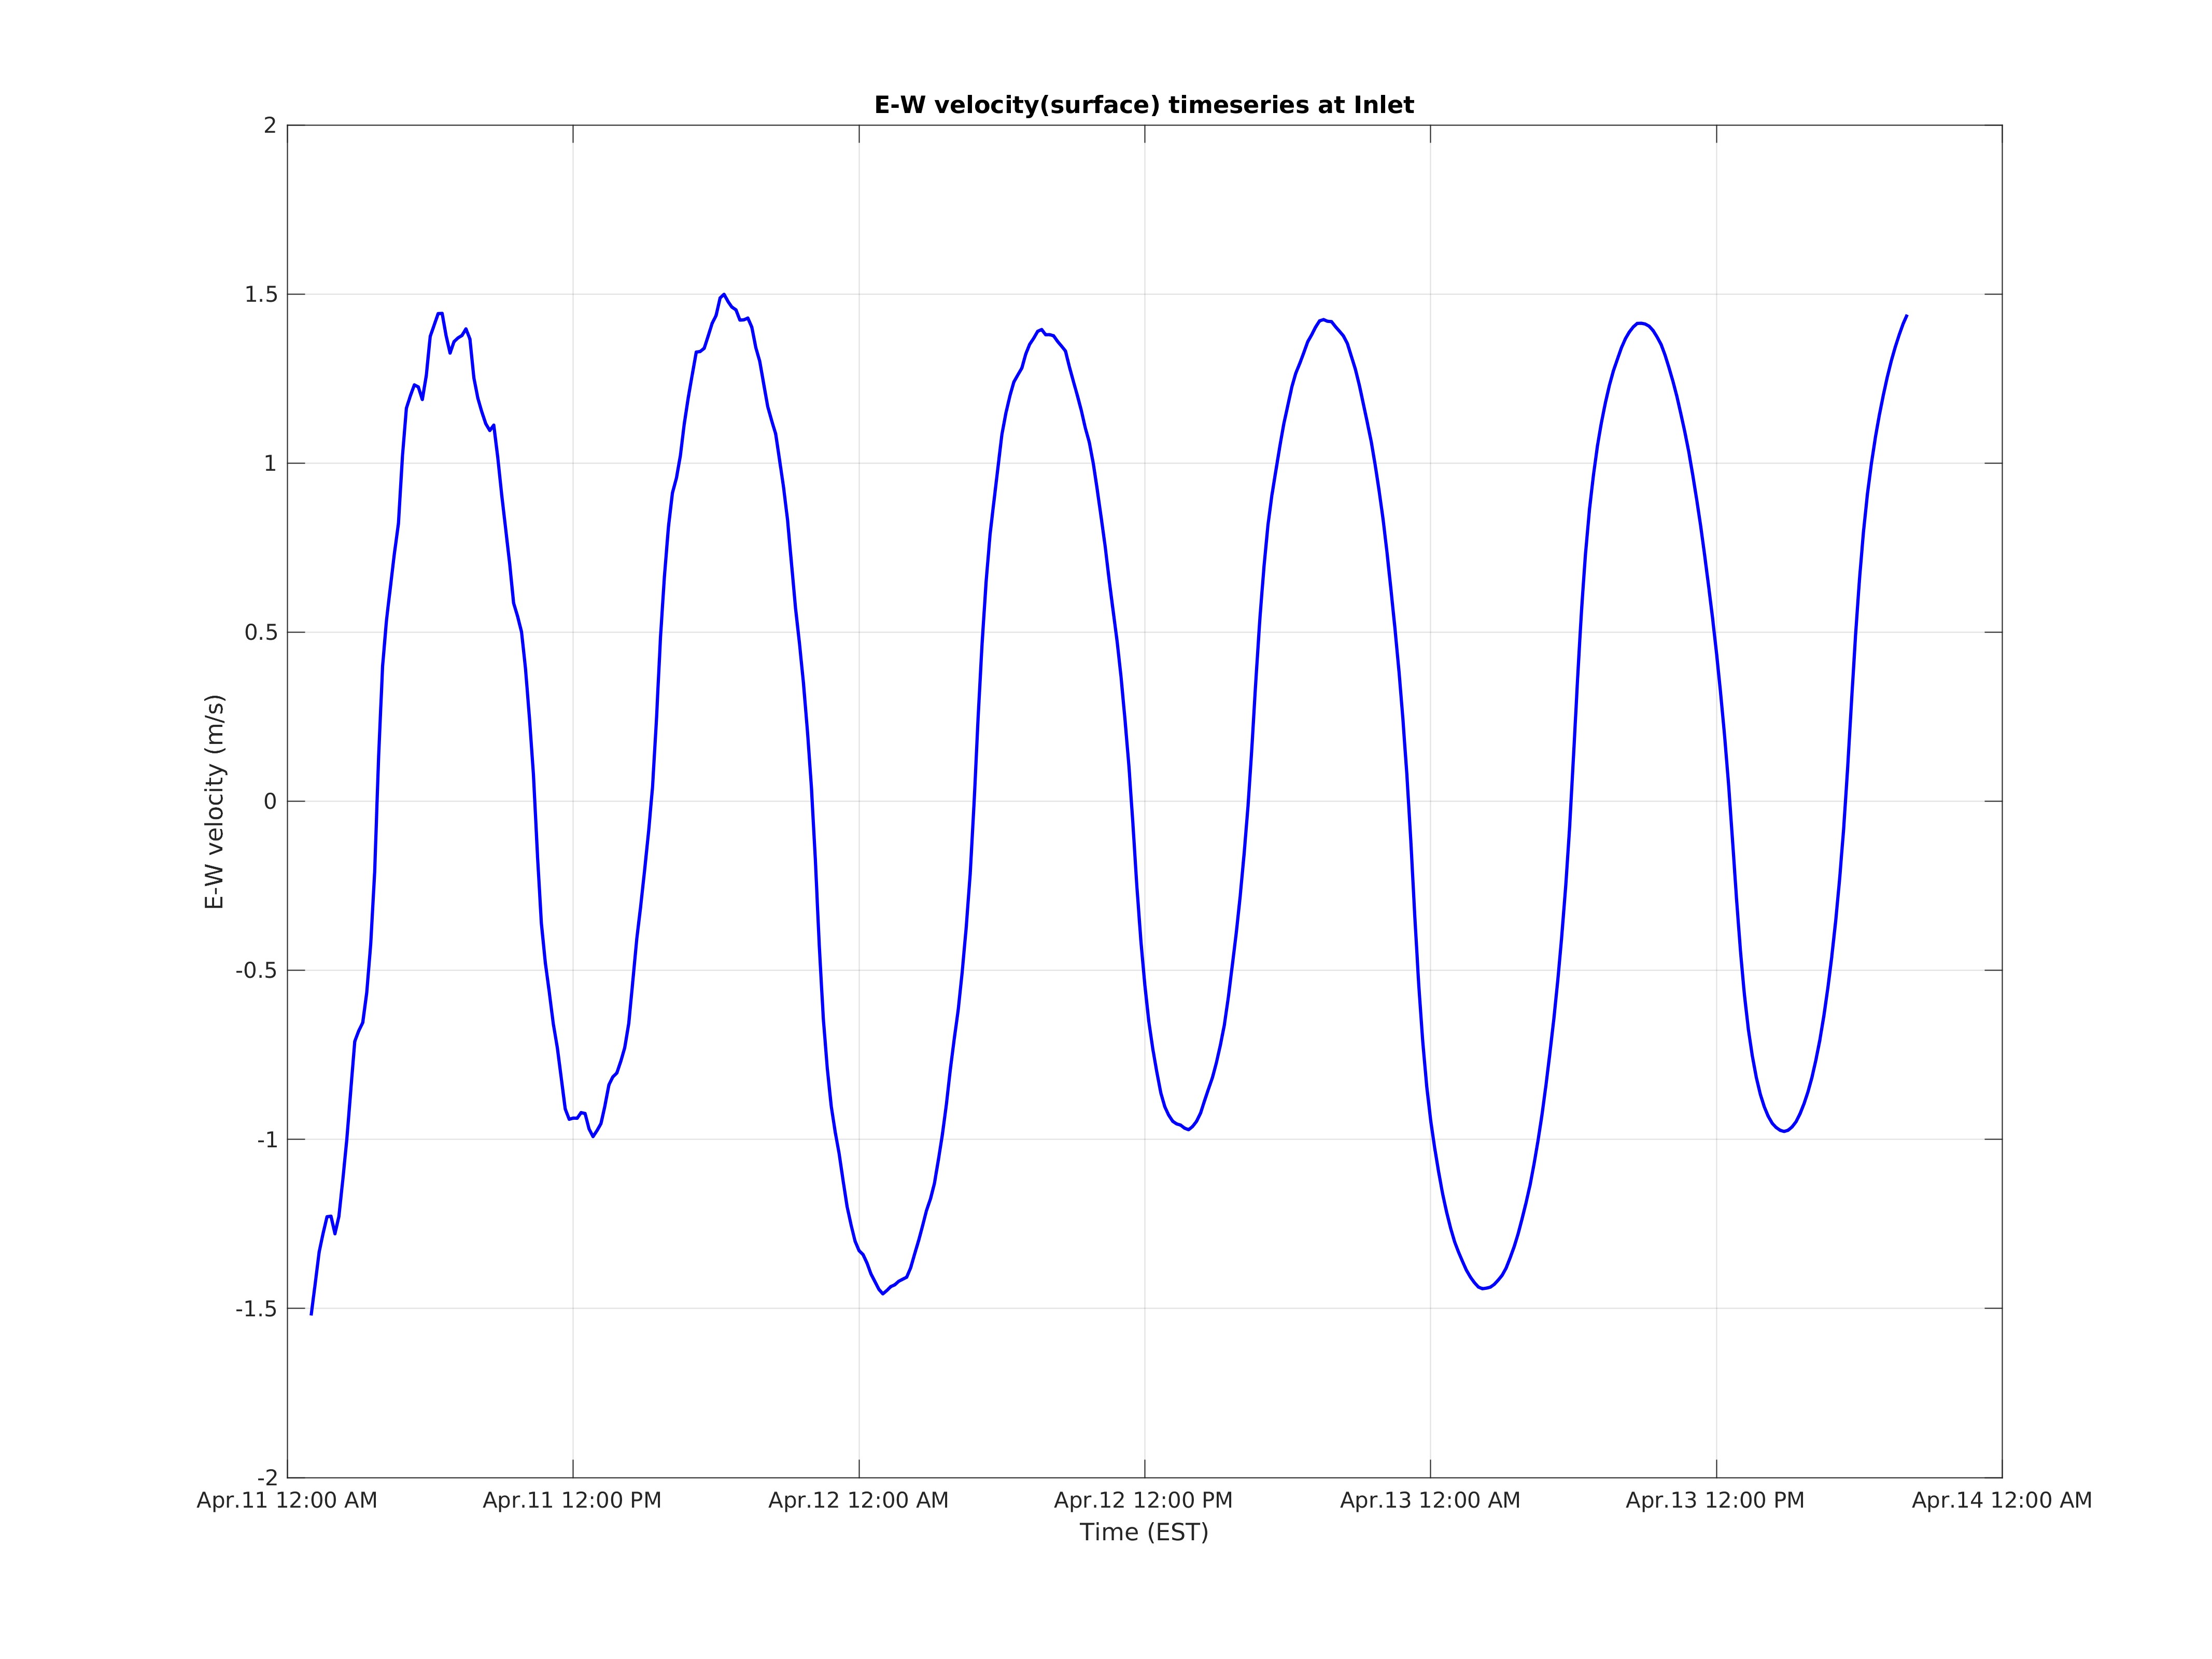 E-W velocity(surface) timeseries at Inlet
2
1.5
1
0.5
0
-0.5
-1
-1.5
-2
E-W velocity (m/s)
Apr.11 12:00 AM Apr.11 12:00 PM Apr.12 12:00 AM Apr.12 12:00 PM Apr.13 12:00 AM Apr.13 12:00 PM Apr.14 12:00 AM
Time (EST)